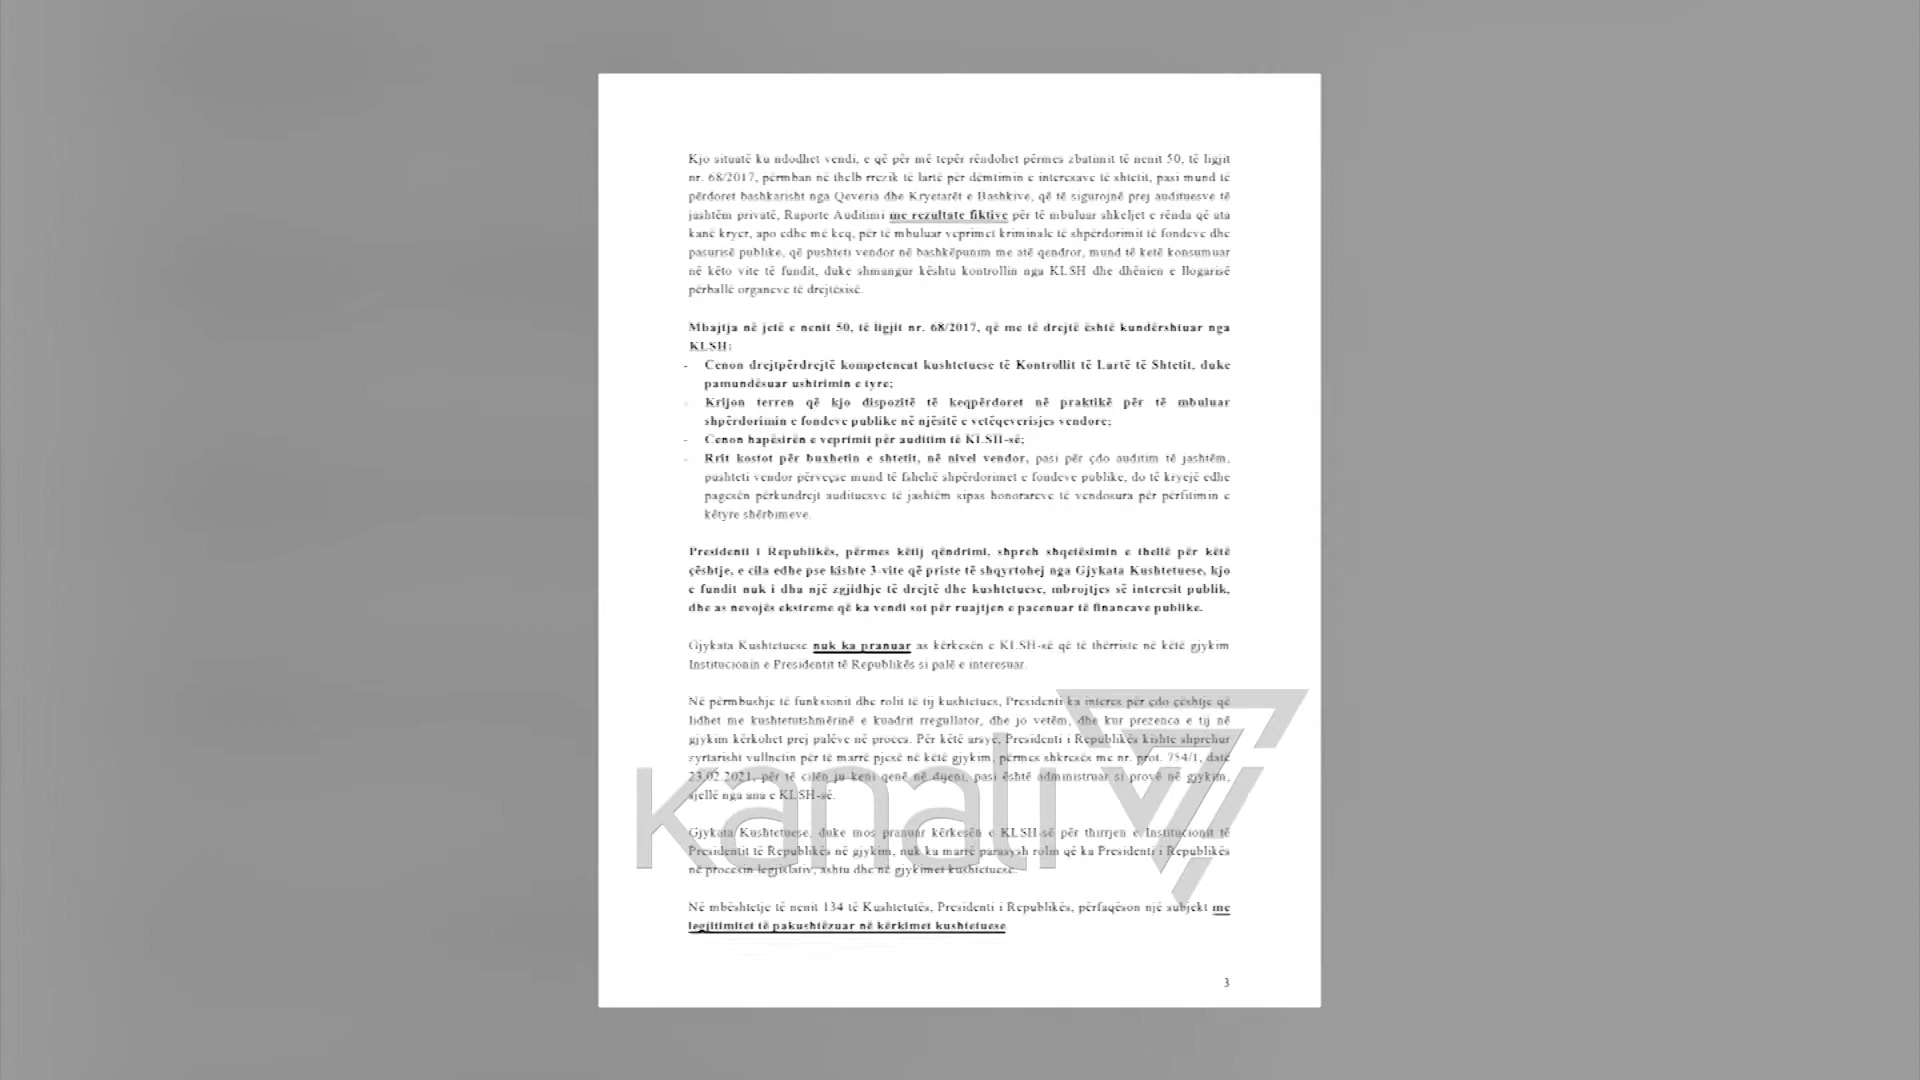 Kjo situatë ku ndodhet vendi, e që për më tepër rëndohet përmes zbatimit të nenit 50, të ligjit
nr. 68/2017, përmban në thelb rrezik të lartë për dëmtimin e interesave të shtetit, pasi mund të
përdoret bashkarisht nga Qeveria dhe Kryetarët e Bashkive, që të sigurojnë prej audituesve të
jashtëm privatë, Raporte Auditimi me rezultate fiktive për të mbuluar shkeljet e rënda që ata
kanë kryer, apo edhe më keq, për të mbuluar veprimet kriminale të shpërdorimit të fondeve dhe
pasurisë publike, që pushteti vendor në bashkëpunim me atë qendror, mund të ketë konsumuar
në këto vite të fundit, duke shmangur kështu kontrollin nga KLSH dhe dhënien e llogarisë
përballë organeve të drejtësisë.
Mbajtja në jetë e nenit 50, të ligjit nr. 68/2017, që me të drejtë është kundërshtuar nga
KLSH:
- Cenon drejtpërdrejtë kompetencat kushtetuese të Kontrollit të Lartë të Shtetit, duke
pamundësuar ushtrimin e tyre;
- Krijon terren që kjo dispozitë të keqpërdoret në praktikë për të mbuluar
shpërdorimin e fondeve publike në njësitë e vetëqeverisjes vendore;
- Cenon hapësirën e veprimit për auditim të KLSH-së;
- Rrit kostot për buxhetin e shtetit, në nivel vendor, pasi për çdo auditim të jashtëm,
pushteti vendor përveçse mund të fshehë shpërdorimet e fondeve publike, do të kryejë edhe
pagesën përkundrejt audituesve të jashtëm sipas honorareve të vendosura për përfitimin e
këtyre shërbimeve.
Presidenti i Republikës, përmes këtij qëndrimi, shpreh shqetësimin e thellë për këtë
çështje, e cila edhe pse kishte 3 vite që priste të shqyrtohej nga Gjykata Kushtetuese, kjo
e fundit nuk i dha një zgjidhje të drejtë dhe kushtetuese, mbrojtjes së interesit publik,
dhe as nevojës ekstreme që ka vendi sot për ruajtjen e pacenuar të financave publike.
Gjykata Kushtetuese nuk ka pranuar as kërkesën e KLSH-së që të thërriste në këtë gjykim
Institucionin e Presidentit të Republikës si palë e interesuar.
Në përmbushje të funksionit dhe rolit të tij kushtetues, Presidenti ka interes për çdo çështje që
lidhet me kushtetutshmërinë e kuadrit rregullator, dhe jo vetëm, dhe kur prezenca e tij në
gjykim kërkohet prej palëve në proces. Për këtë arsye, Presidenti i Republikës kishte shprehur
zyrtarisht vullnetin për të marrë pjesë në këtë gjykim, përmes shkresës me nr. prot. 754/1, datë
23.02.2021, për të cilën ju keni qenë në dijeni, pasi është administruar si provë në gjykim,
sjellë nga ana e KLSH-së.
Gjykata Kushtetuese, duke mos pranuar kërkesën e KLSH-së për thirrjen e Institucionit të
Presidentit të Republikës në gjykim, nuk ka marrë parasysh rolin që ka Presidenti i Republikës
në procesin legjislativ, ashtu dhe në gjykimet kushtetuese.
Në mbështetje të nenit 134 të Kushtetutës, Presidenti i Republikës, përfaqëson një subjekt me
legjitimitet të pakushtëzuar në kërkimet kushtetuese
kanali 7
3